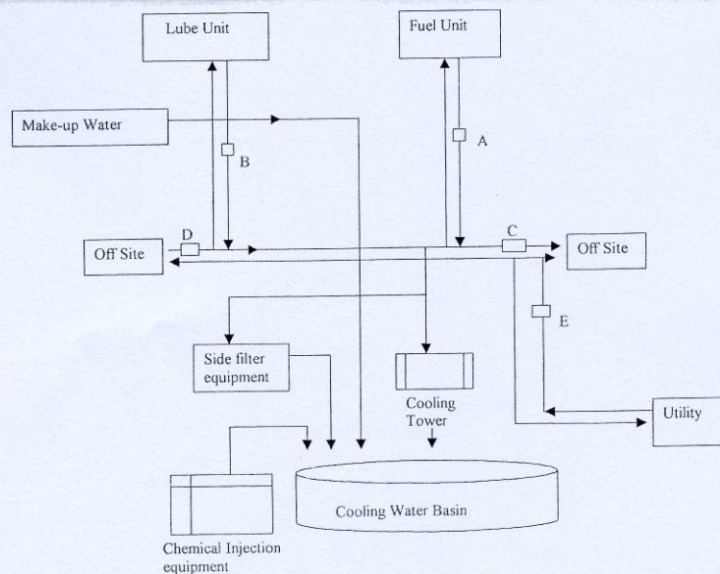 Lube Unit
Fuel Unit
Make-up Water
A
B
D
C
Off Site
Off Site
E
Side filter
equipment
Cooling
Tower
Utility
Cooling Water Basin
Chemical Injection
equipment